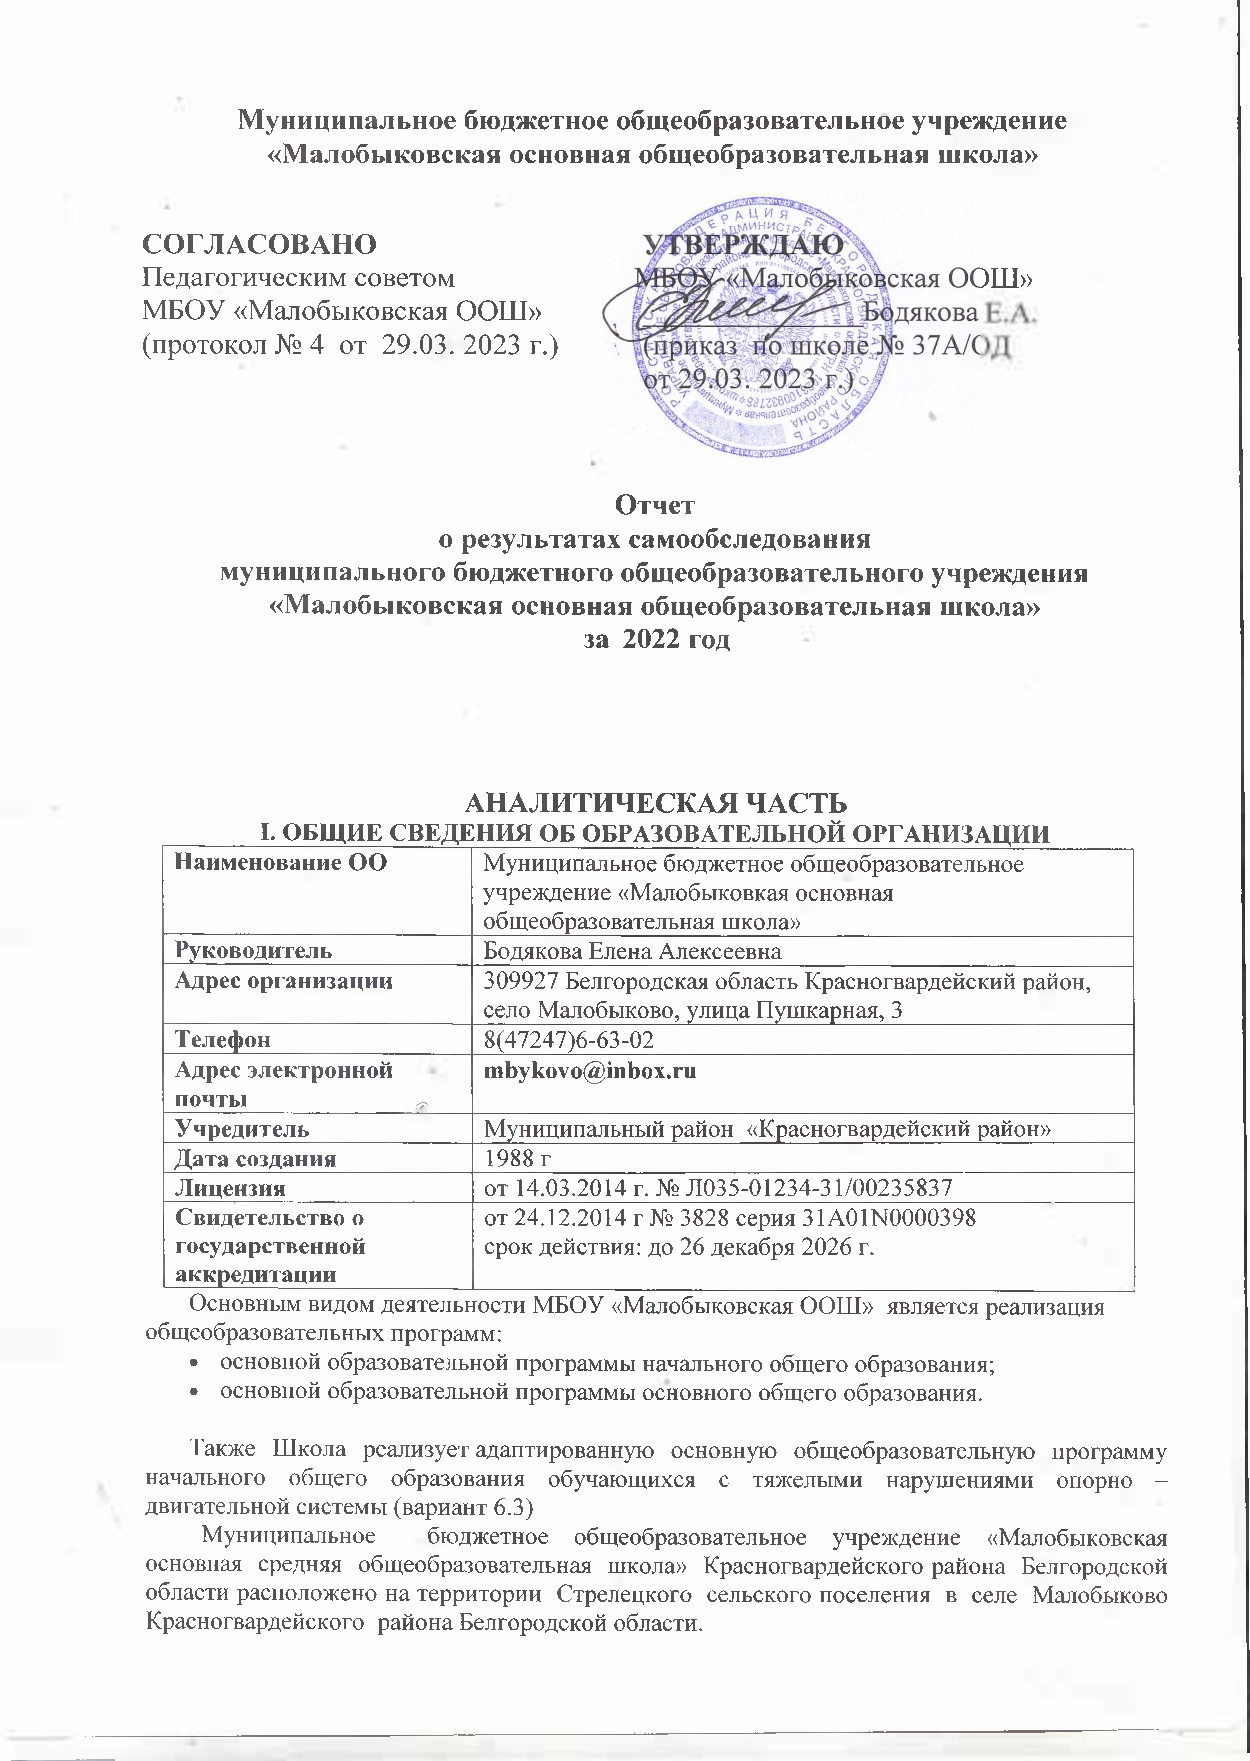 Муниципальное бюджетное общеобразовательное учреждение
«Малобыковская основная общеобразовательная школа»
СОГЛАСОВАНО
Педагогическим советом
МБОУ «Малобыковская ООШ»
(протокол № 4 от 29.03. 2023 г.)
УТВЕРЖДАЮ
МБОУ «Малобыковская ООШ»
Бодякова Е.А.
(приказ по школе № 37А/ОД
от 29.03. 2023 г.)
Отчет
о результатах самообследования
муниципального бюджетного общеобразовательного учреждения
«Малобыковская основная общеобразовательная школа»
за 2022 год
АНАЛИТИЧЕСКАЯ ЧАСТЬ
I. ОБЩИЕ СВЕДЕНИЯ ОБ ОБРАЗОВАТЕЛЬНОЙ ОРГАНИЗАЦИИ
Наименование ОО
Муниципальное бюджетное общеобразовательное
учреждение «Малобыковкая основная
общеобразовательная школа»
Руководитель
Бодякова Елена Алексеевна
Адрес организации
309927 Белгородская область Красногвардейский район,
село Малобыково, улица Пушкарная, 3
Телефон
8(47247)6-63-02
Адрес электронной
почты
mbykovo@inbox.ru
Учредитель
Муниципальный район «Красногвардейский район»
Дата создания
1988 г
Лицензия
от 14.03.2014 г. № Л035-01234-31/00235837
Свидетельство о
государственной
аккредитации
от 24.12.2014 г № 3828 серия 31А01N0000398
срок действия: до 26 декабря 2026 г.
Основным видом деятельности МБОУ «Малобыковская ООШ» является реализация
общеобразовательных программ:
• основной образовательной программы начального общего образования;
• основной образовательной программы основного общего образования.
Также Школа реализует адаптированную основную общеобразовательную программу
начального общего образования обучающихся с тяжелыми нарушениями опорно –
двигательной системы (вариант 6.3)
Муниципальное бюджетное общеобразовательное учреждение «Малобыковская
основная средняя общеобразовательная школа» Красногвардейского района Белгородской
области расположено на территории Стрелецкого сельского поселения в селе Малобыково
Красногвардейского района Белгородской области.